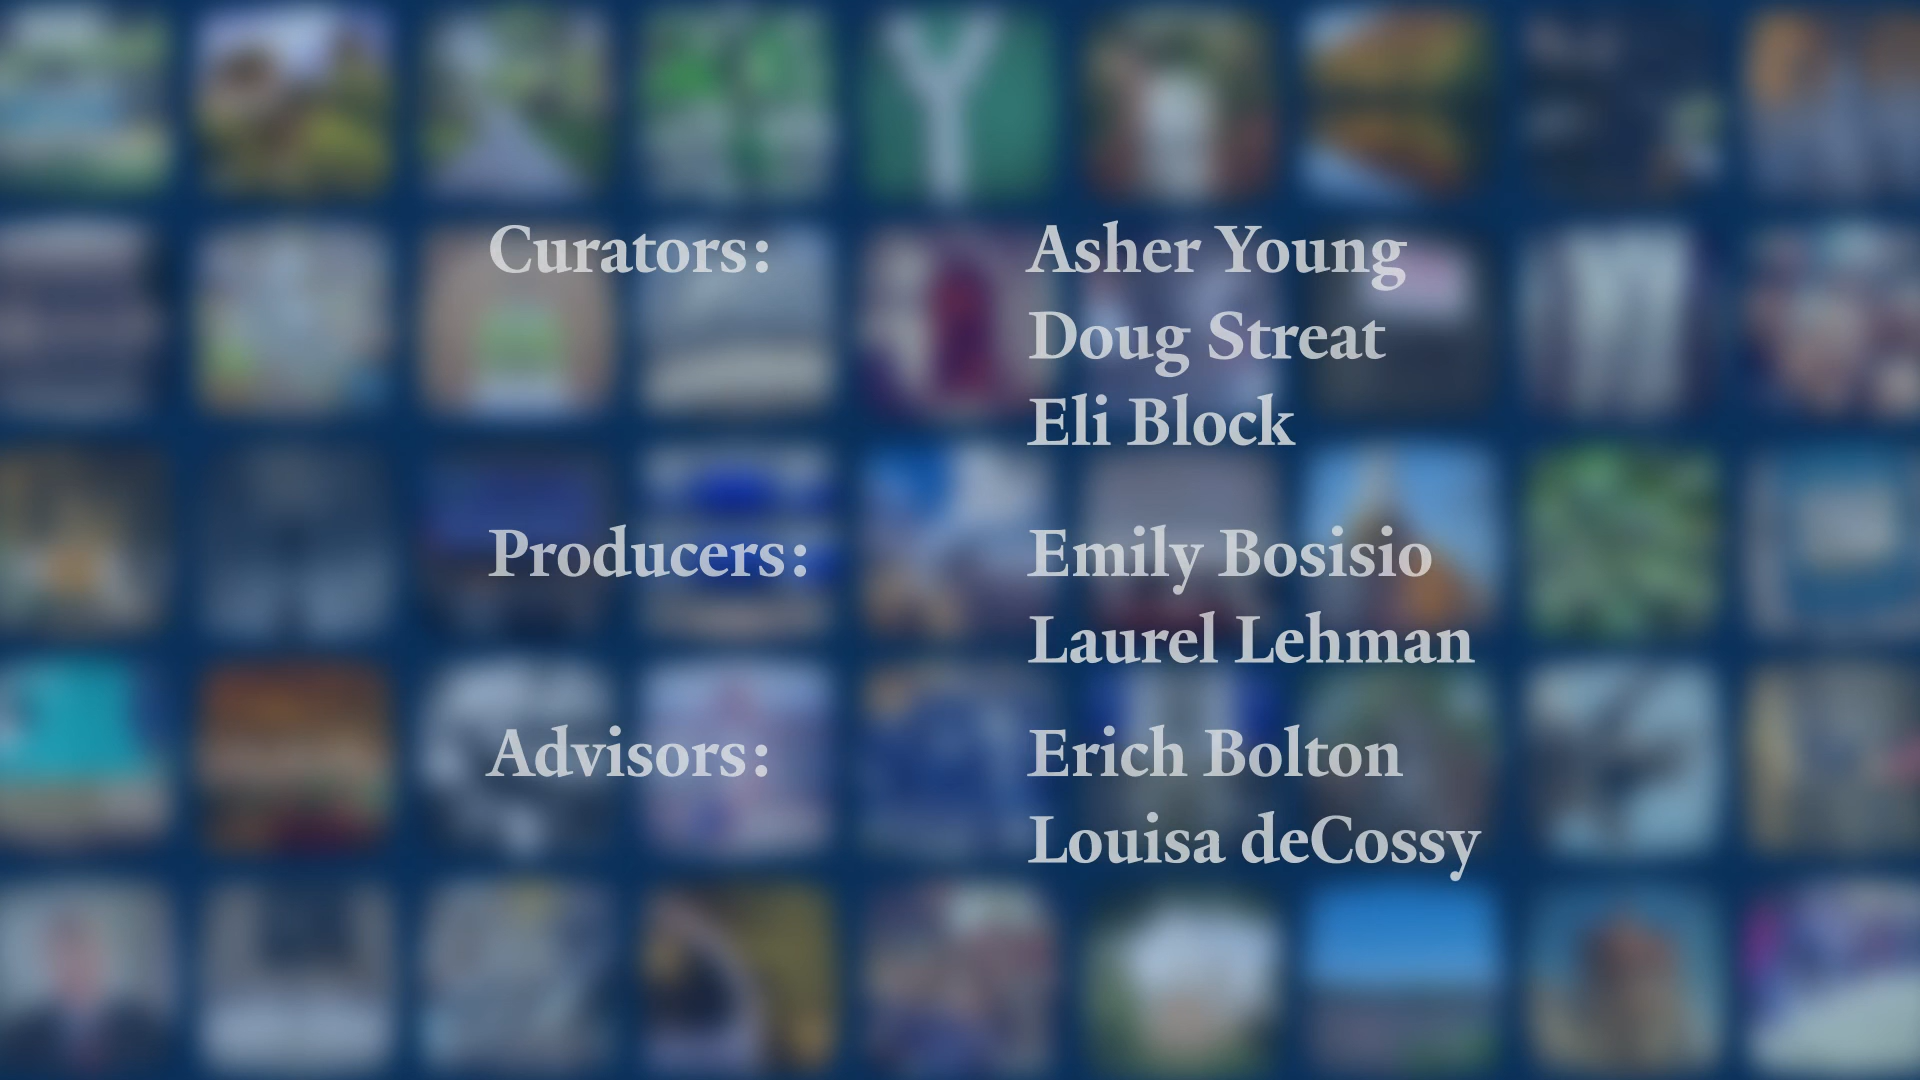 Curators: Asher Young
Doug Streat
Eli Block
Producers: Emily Bosisio
Laurel Lehman
Advisors: Erich Bolton
Louisa deCossy